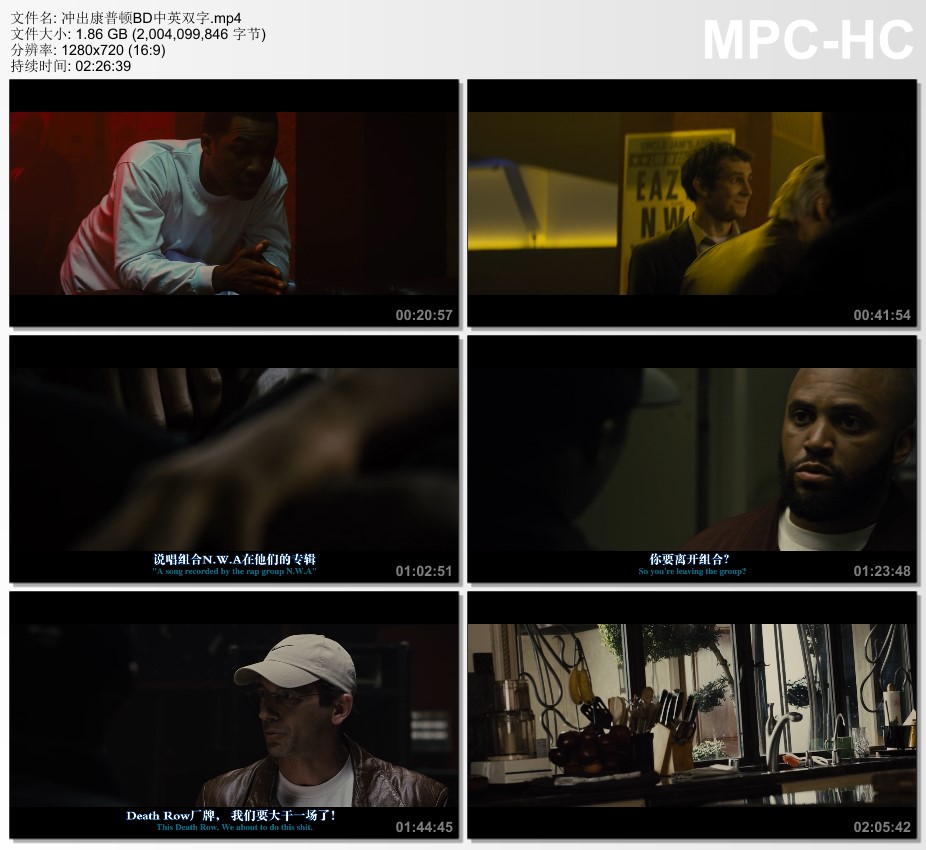 文件名: 冲出康普顿BD中英双字.mp4
MPC-HC
文件大小: 1.86 GB (2,004,099,846 字节)
分辨率: 1280x720 (16:9)
持续时间: 02:26:39
00:20:57
UNCLE JAM'S
EAZ
N.W
00:41:54
说唱组合N.W.A在他们的专辑
"A song recorded by the rap group N.W.A"
01:02:51
你要离开组合?
So you're leaving the group?
01:23:48
Death Row厂牌， 我们要大干一场了!
This Death Row. We about to do this shit.
01:44:45
02:05:42